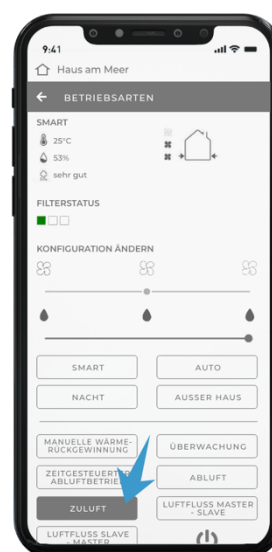 9:41
Haus am Meer
BETRIEBSARTEN
SMART
25°C
53%
sehr gut
FILTERSTATUS
KONFIGURATION ÄNDERN
SMART
AUTO
NACHT
AUSSER HAUS
MANUELLE WÄRME-
RÜCKGEWINNUNG
ÜBERWACHUNG
ZEITGESTEUERTER
ABLUFTBETRIEB
ABLUFT
ZULUFT
LUFTFLUSS MASTER
- SLAVE
LUFTFLUSS SLAVE
- MASTER